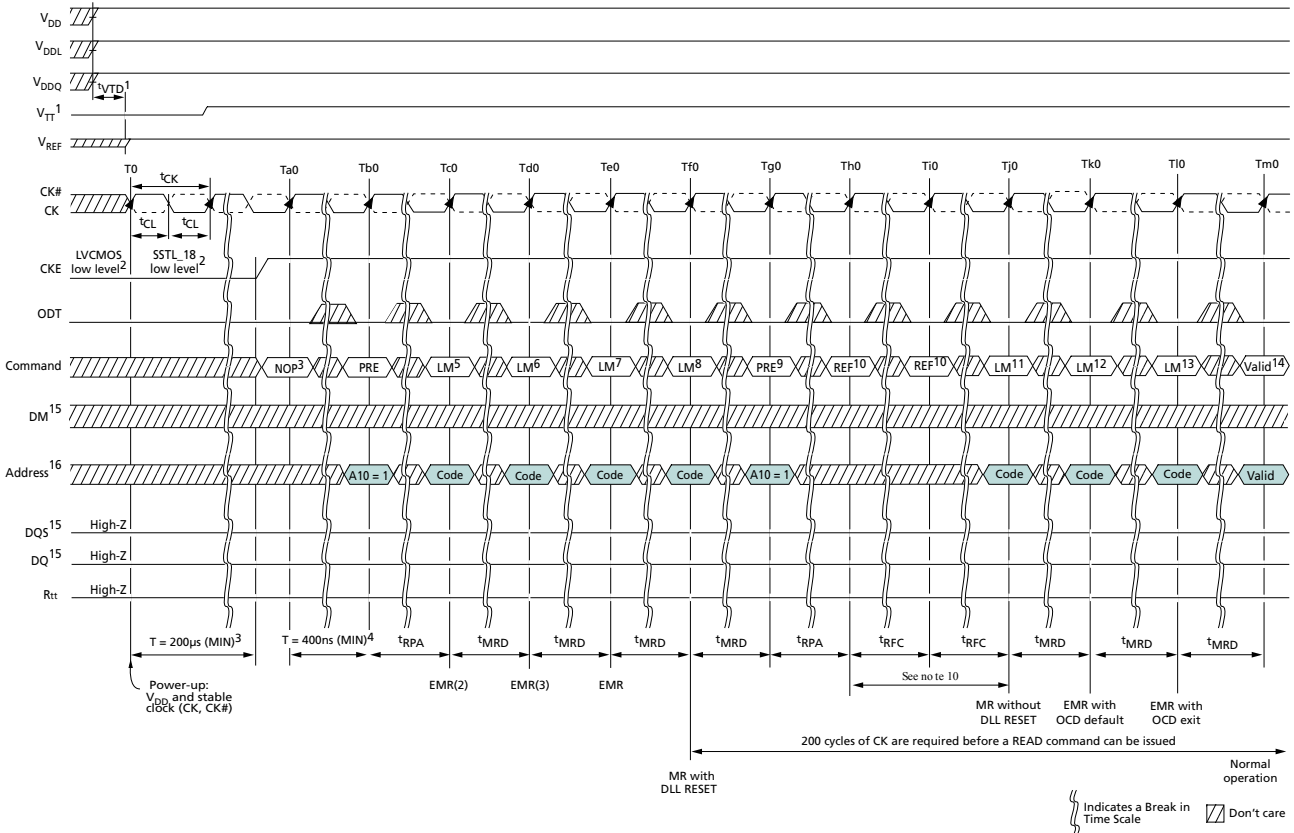 VDD
VDDL
VDDQ
tVTD1
VTT1
VREF
T0 Ta0 Tb0 Tc0 Td0 Te0 Tf0 Tg0 Th0 Ti0 Tj0 Tk0 Tl0 Tm0
tCK
CK#
CK
tCL tCL
LVCMOS low level2
SSTL_18 low level2
CKE
ODT
Command NOP3 PRE LM5 LM6 LM7 LM8 PRE9 REF10 REF10 LM11 LM12 LM13 Valid14
DM15
Address16 A10 = 1 Code Code Code Code A10 = 1 Code Code Code Valid
DQS15 High-Z
DQ15 High-Z
Rtt High-Z
T = 200µs (MIN)3 T = 400ns (MIN)4 tRPA tMRD tMRD tMRD tMRD tRPA tRFC tRFC tMRD tMRD tMRD
Power-up:
VDD and stable
clock (CK, CK#)
EMR(2) EMR(3) EMR
See no te 10
MR without
DLL RESET
EMR with
OCD default
EMR with
OCD exit
200 cycles of CK are required before a READ command can be issued
MR with
DLL RESET
Normal
operation
Indicates a Break in
Time Scale
Don't care